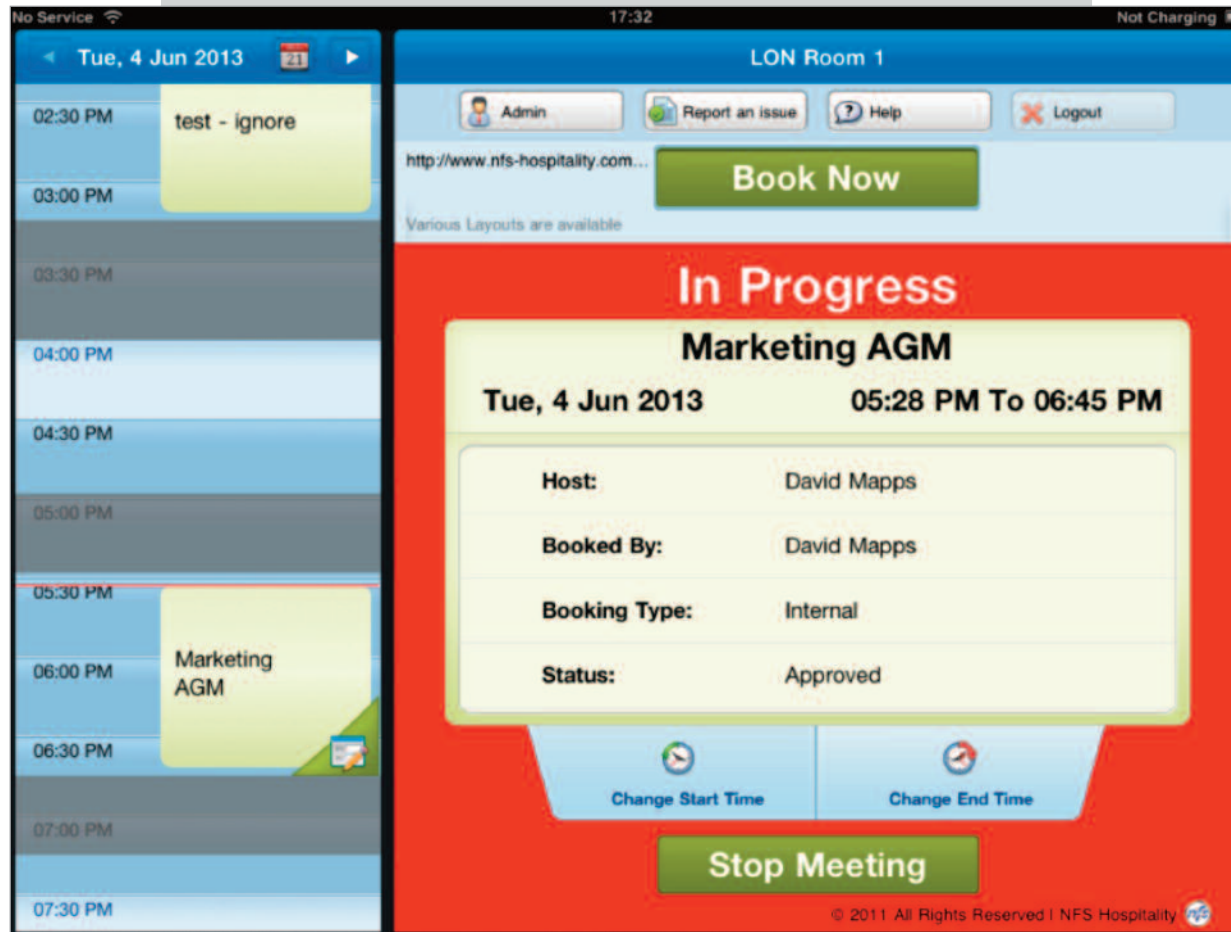 No Service 17:32 Not Charging
Tue, 4 Jun 2013 21
LON Room 1
02:30 PM
test - ignore
03:00 PM
03:30 PM
04:00 PM
04:30 PM
05:00 PM
05:30 PM
06:00 PM
Marketing
AGM
06:30 PM
07:00 PM
07:30 PM
Admin Report an issue Help Logout
http://www.nfs-hospitality.com...
Book Now
Various Layouts are available
In Progress
Marketing AGM
Tue, 4 Jun 2013 05:28 PM To 06:45 PM
Host: David Mapps
Booked By: David Mapps
Booking Type: Internal
Status: Approved
Change Start Time Change End Time
Stop Meeting
© 2011 All Rights Reserved | NFS Hospitality nfs